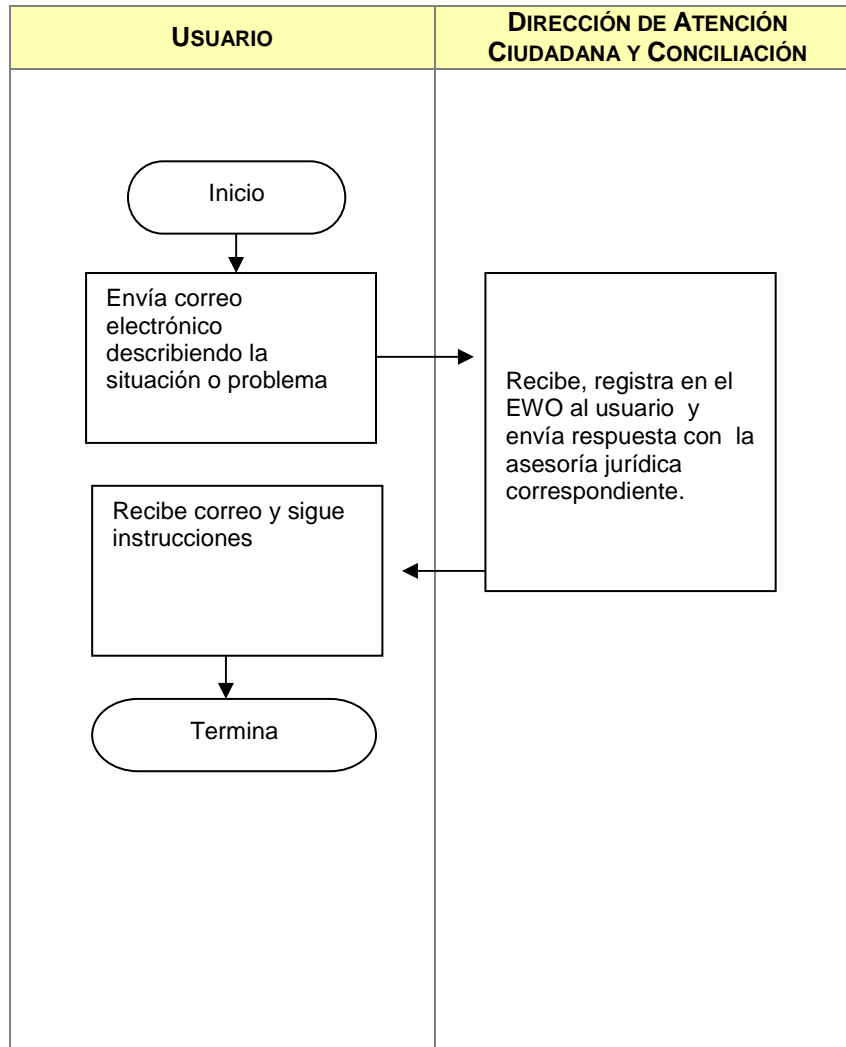 USUARIO
DIRECCIÓN DE ATENCIÓN
CIUDADANA Y CONCILIACIÓN
Inicio
Envía correo
electrónico
describiendo la
situación o problema
Recibe, registra en el
EWO al usuario y
envía respuesta con la
asesoría jurídica
correspondiente.
Recibe correo y sigue
instrucciones
Termina